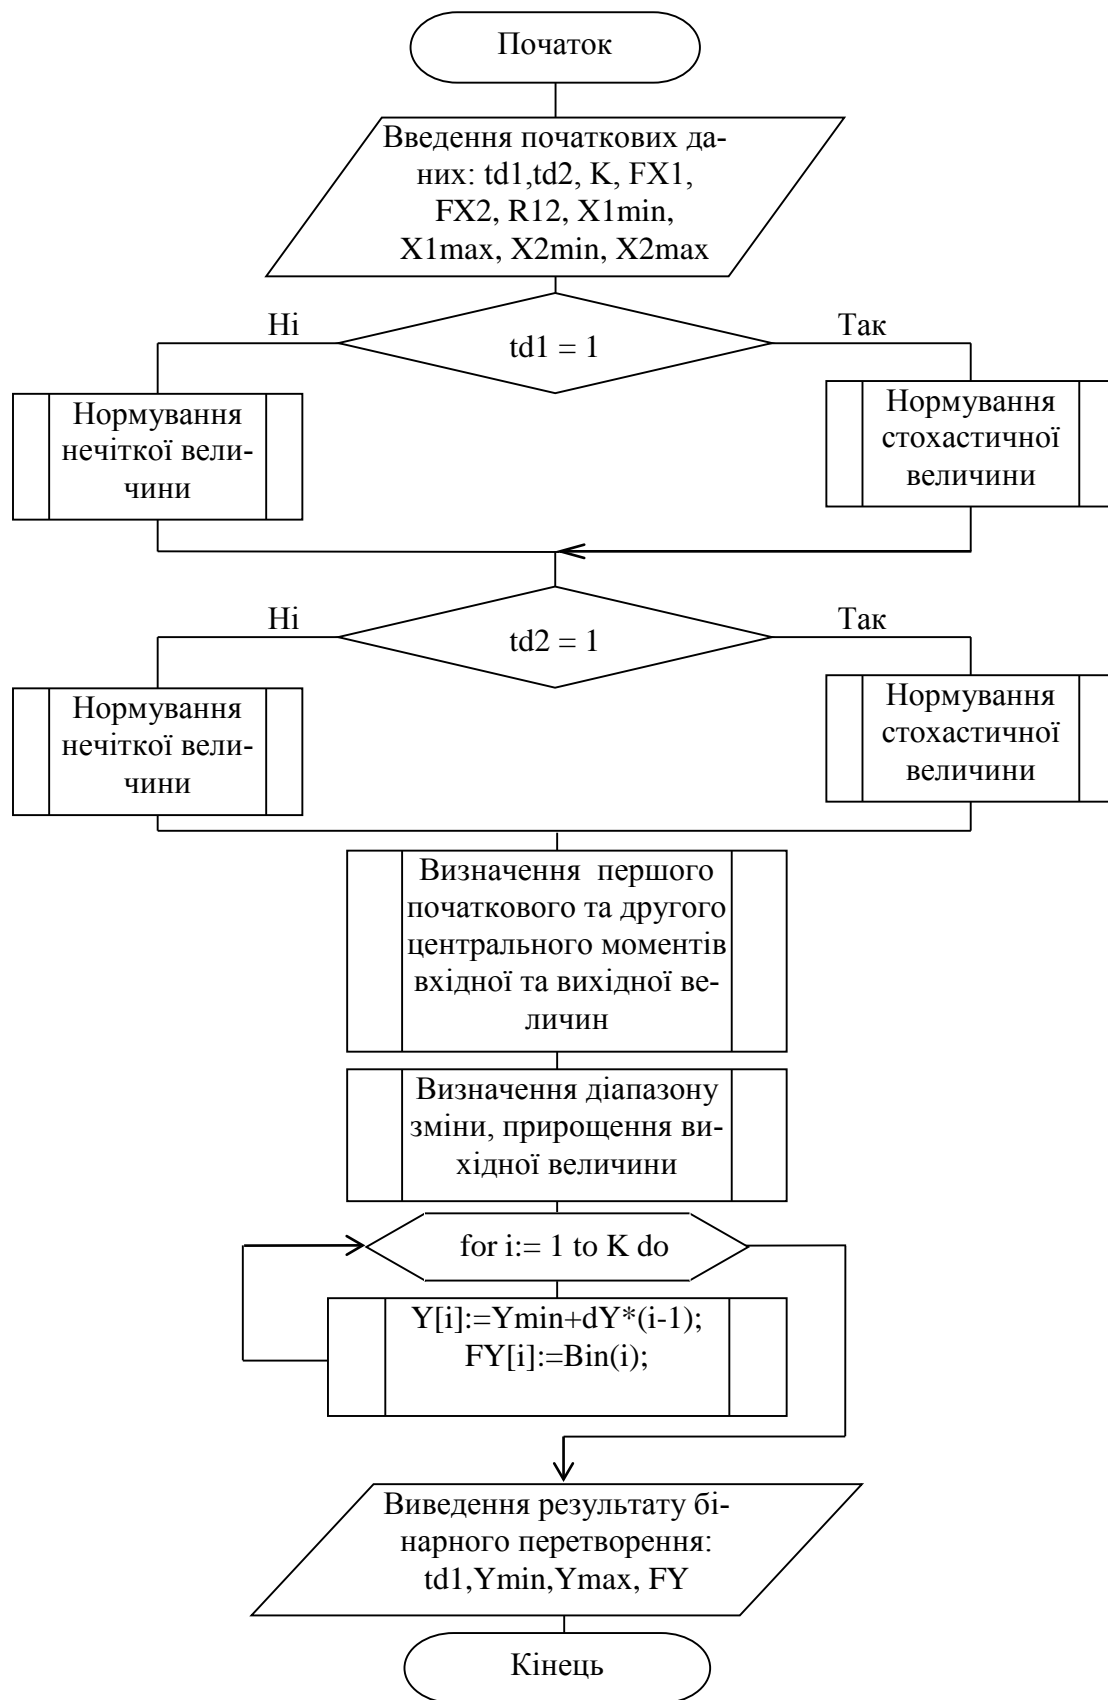 Початок
Введення початкових да-
них: td1,td2, K, FX1,
FX2, R12, X1min,
X1max, X2min, X2max
Ні
Так
td1 = 1
Нормування
нечіткої вели-
чини
Нормування
стохастичної
величини
Ні
Так
td2 = 1
Нормування
нечіткої вели-
чини
Нормування
стохастичної
величини
Визначення першого
початкового та другого
центрального моментів
вхідної та вихідної ве-
личин
Визначення діапазону
зміни, прирощення ви-
хідної величини
for i:= 1 to K do
Y[i]:=Ymin+dY*(i-1);
FY[i]:=Bin(i);
Виведення результату бі-
нарного перетворення:
td1,Ymin,Ymax, FY
Кінець